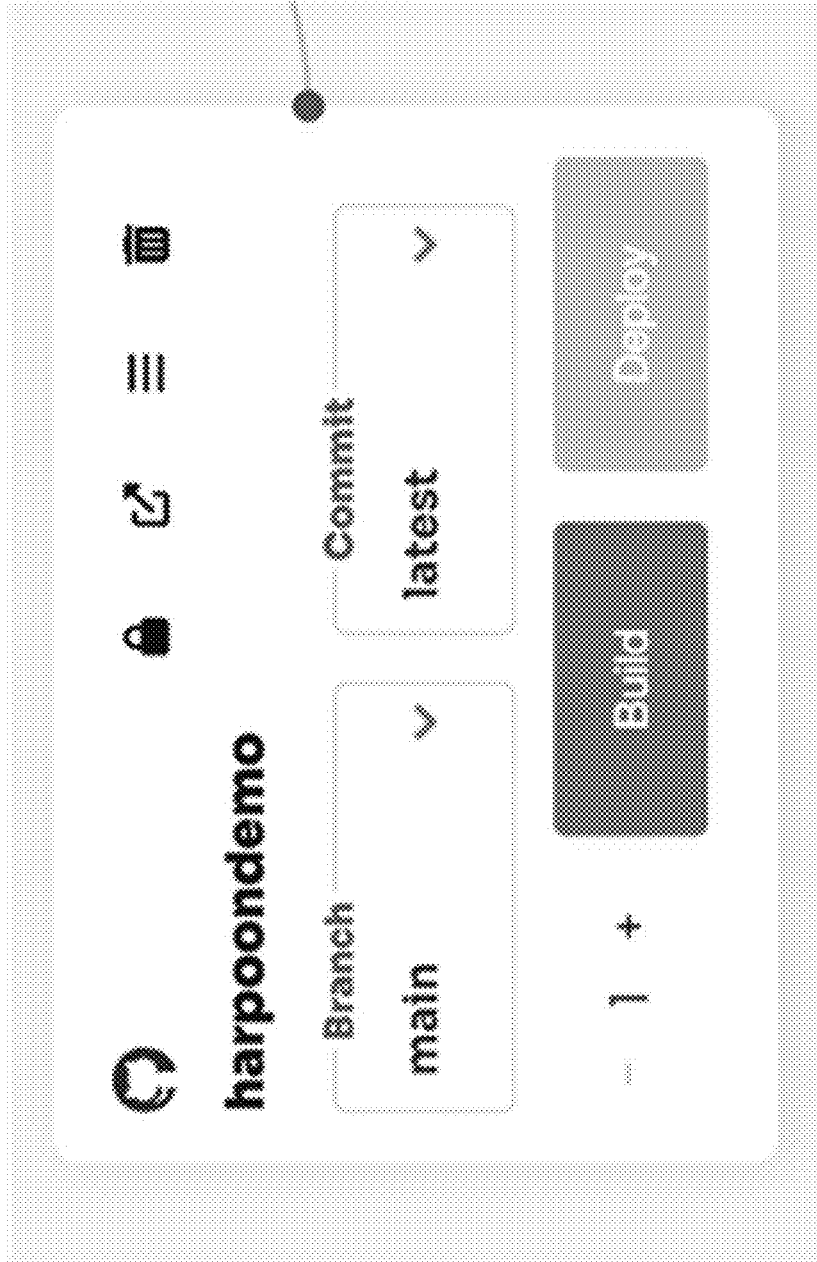 harpoondemo
Branch Commit
main latest
− 1 + Build Deploy